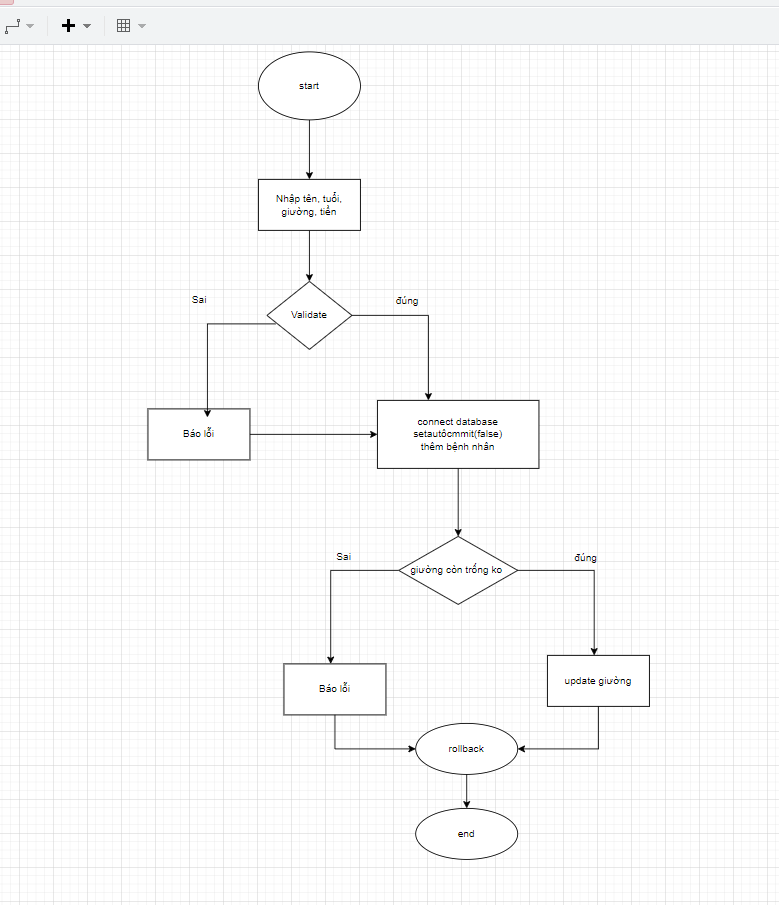 start
Nhập tên, tuổi,
giường, tiền
Sai
đúng
Validate
Báo lỗi
connect database
setautôcmmit(false)
thêm bệnh nhân
Sai
đúng
giường còn trống ko
Báo lỗi
update giường
rollback
end